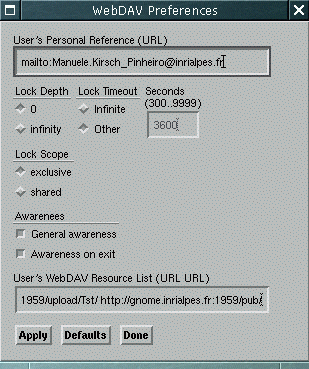 WebDAV Preferences
User's Personal Reference (URL)
mailto:Manuele.Kirsch_Pinheiro@inrialpes.fr
Lock Depth Lock Timeout Seconds
(300..9999)
0 Infinite
infinity Other 3600
Lock Scope
exclusive
shared
Awarenees
General awareness
Awareness on exit
User's WebDAV Resource List (URL URL)
1959/upload/Tst/ http://gnome.inrialpes.fr:1959/pub/
Apply Defaults Done